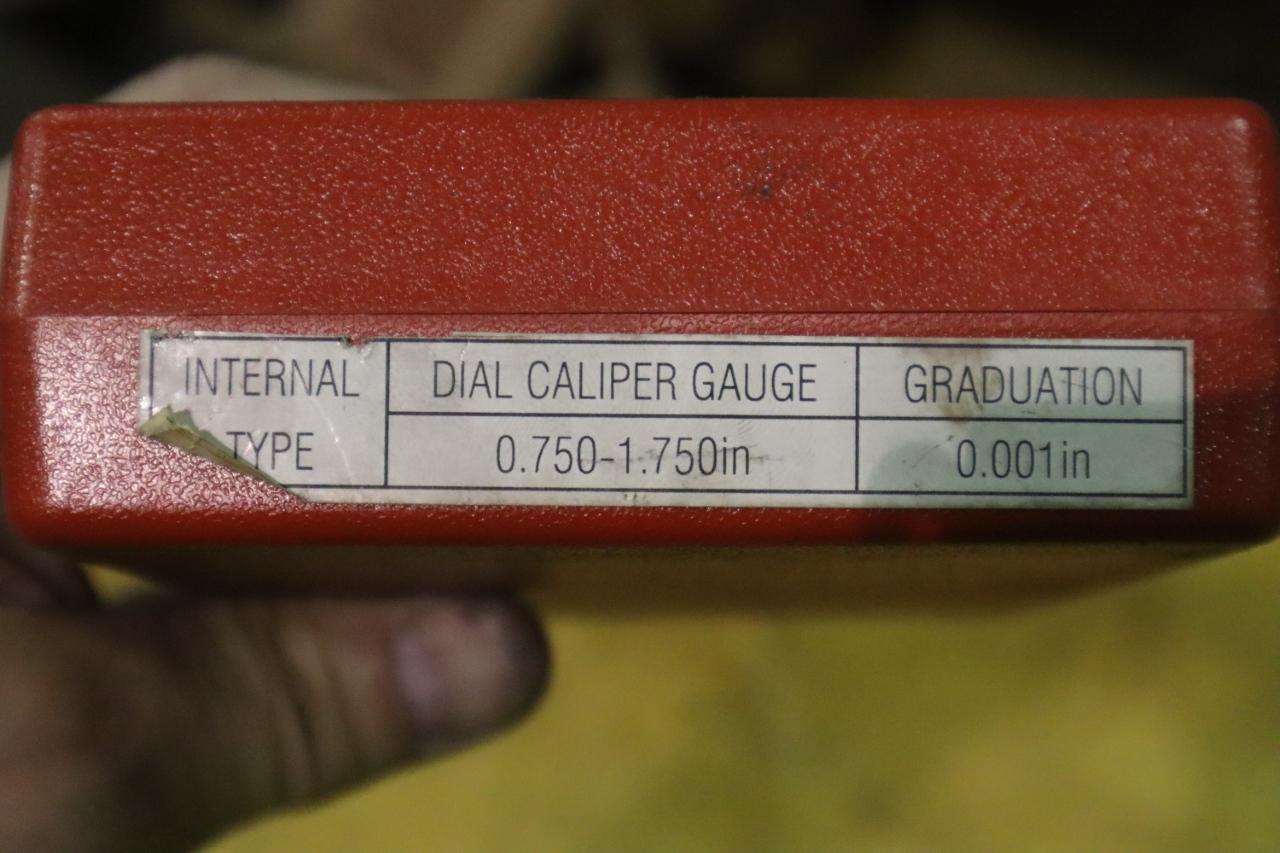 INTERNAL TYPE
DIAL CALIPER GAUGE
0.750-1.750in
GRADUATION
0.001in